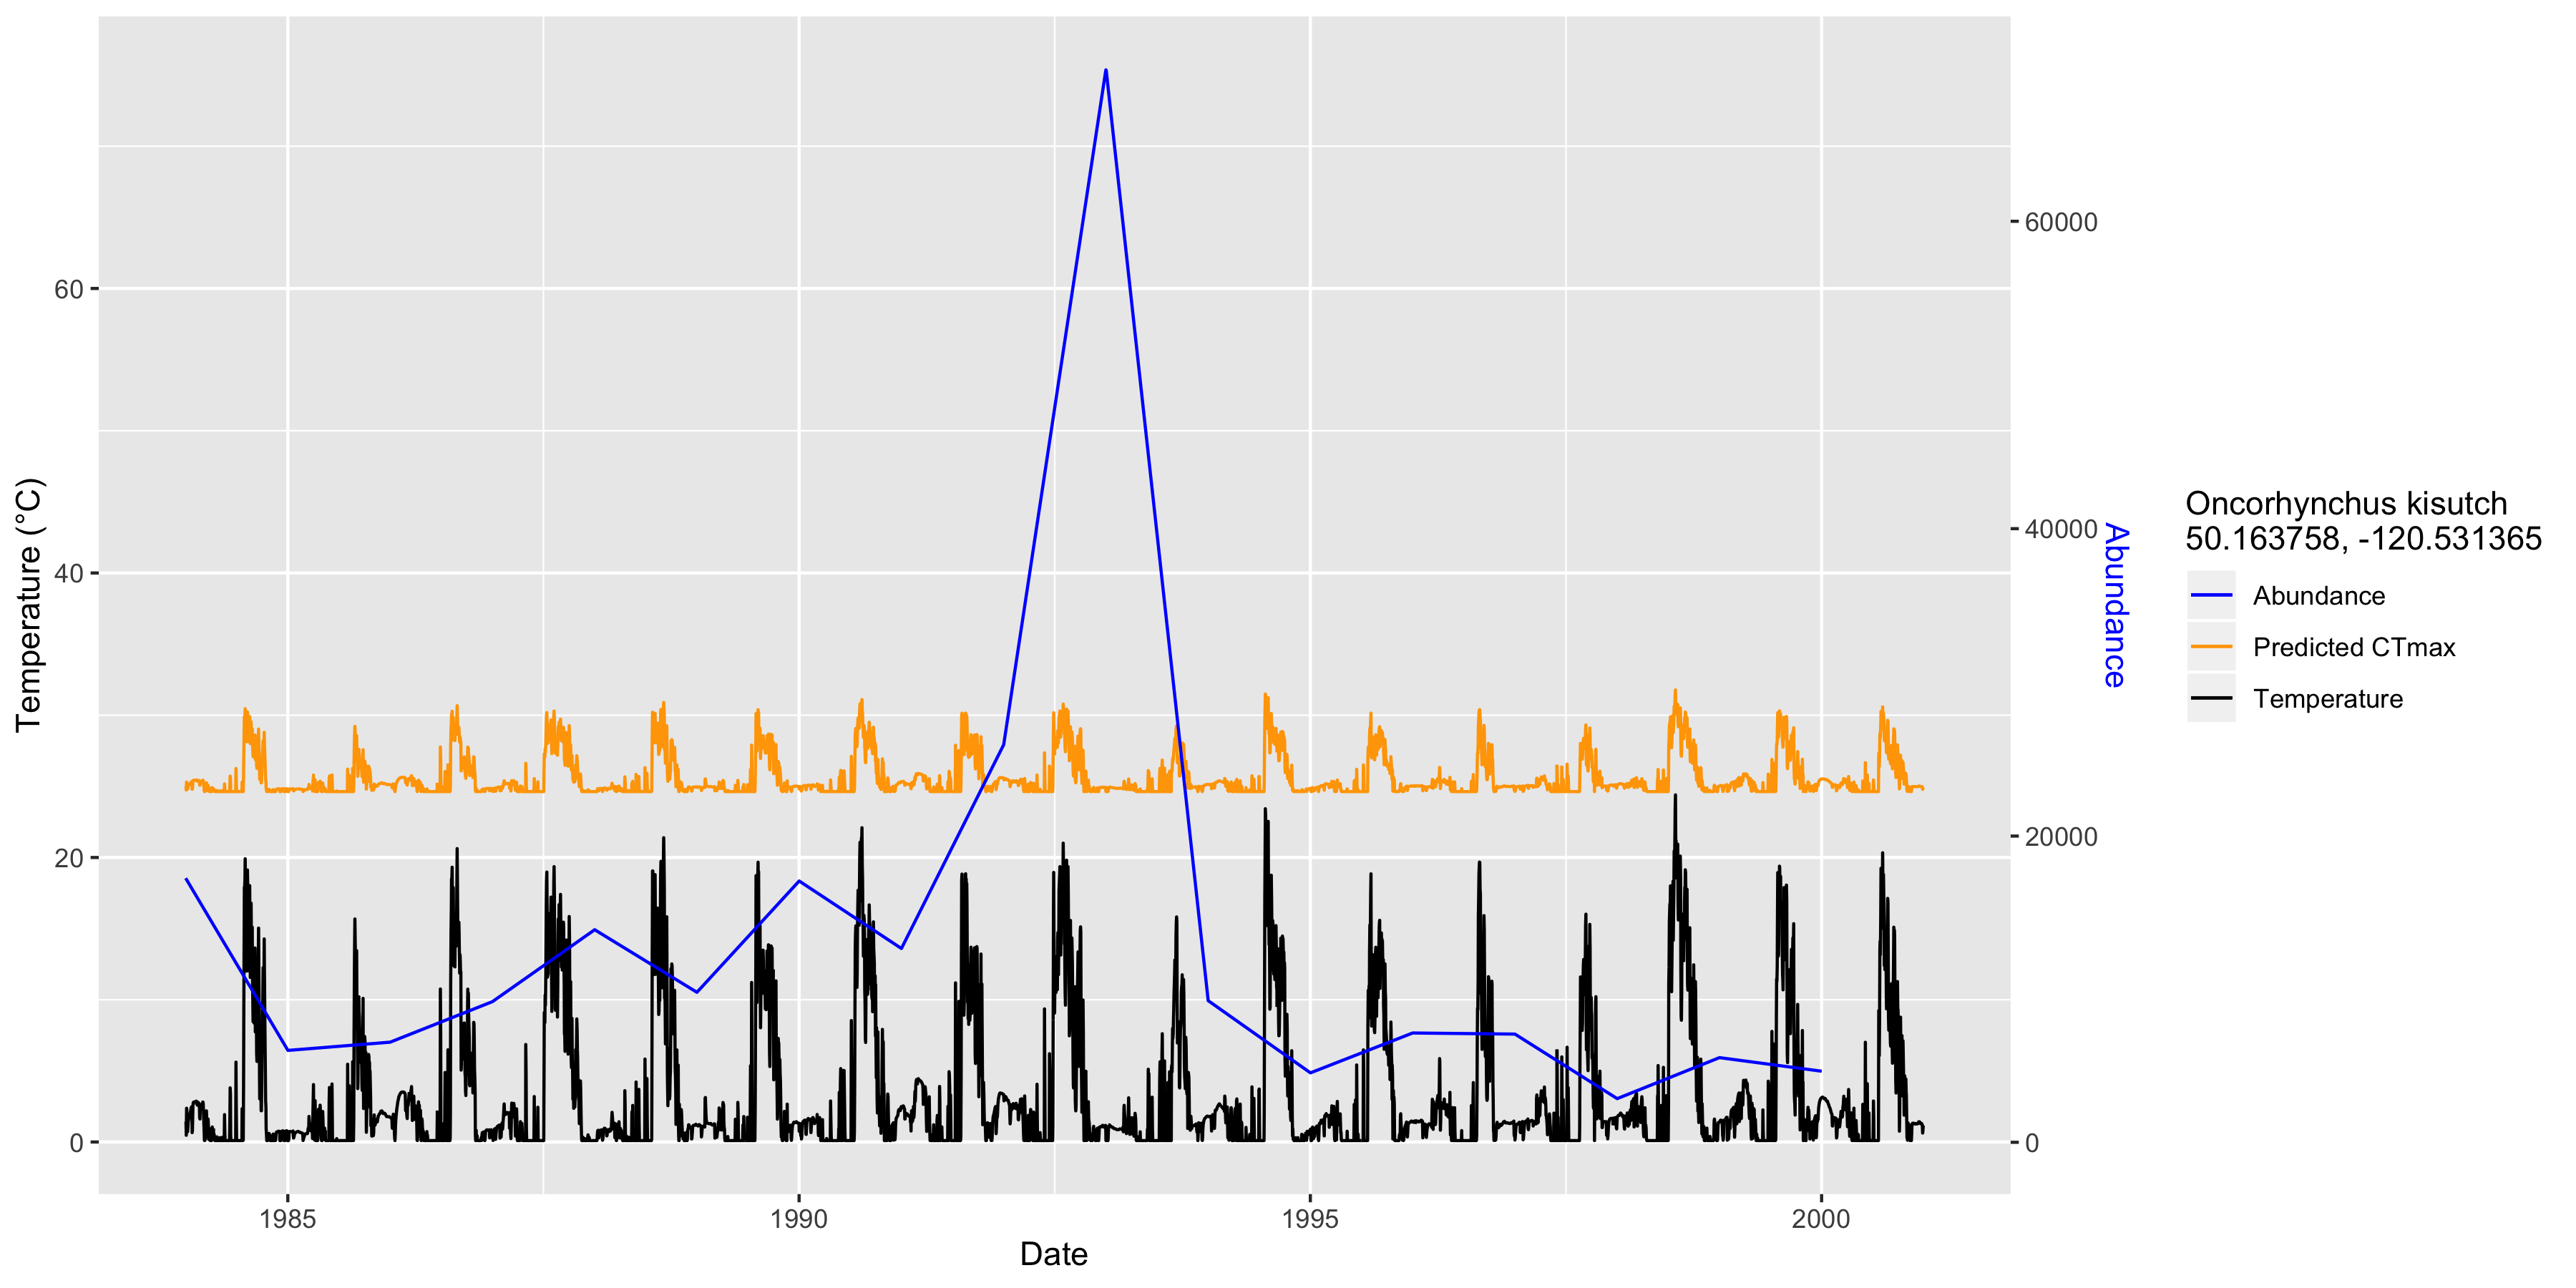 Temperature (°C)
60
40
20
0
1985
1990
1995
2000
Date
60000
40000
20000
0
Abundance
Oncorhynchus kisutch
50.163758, -120.531365
Abundance
Predicted CTmax
Temperature